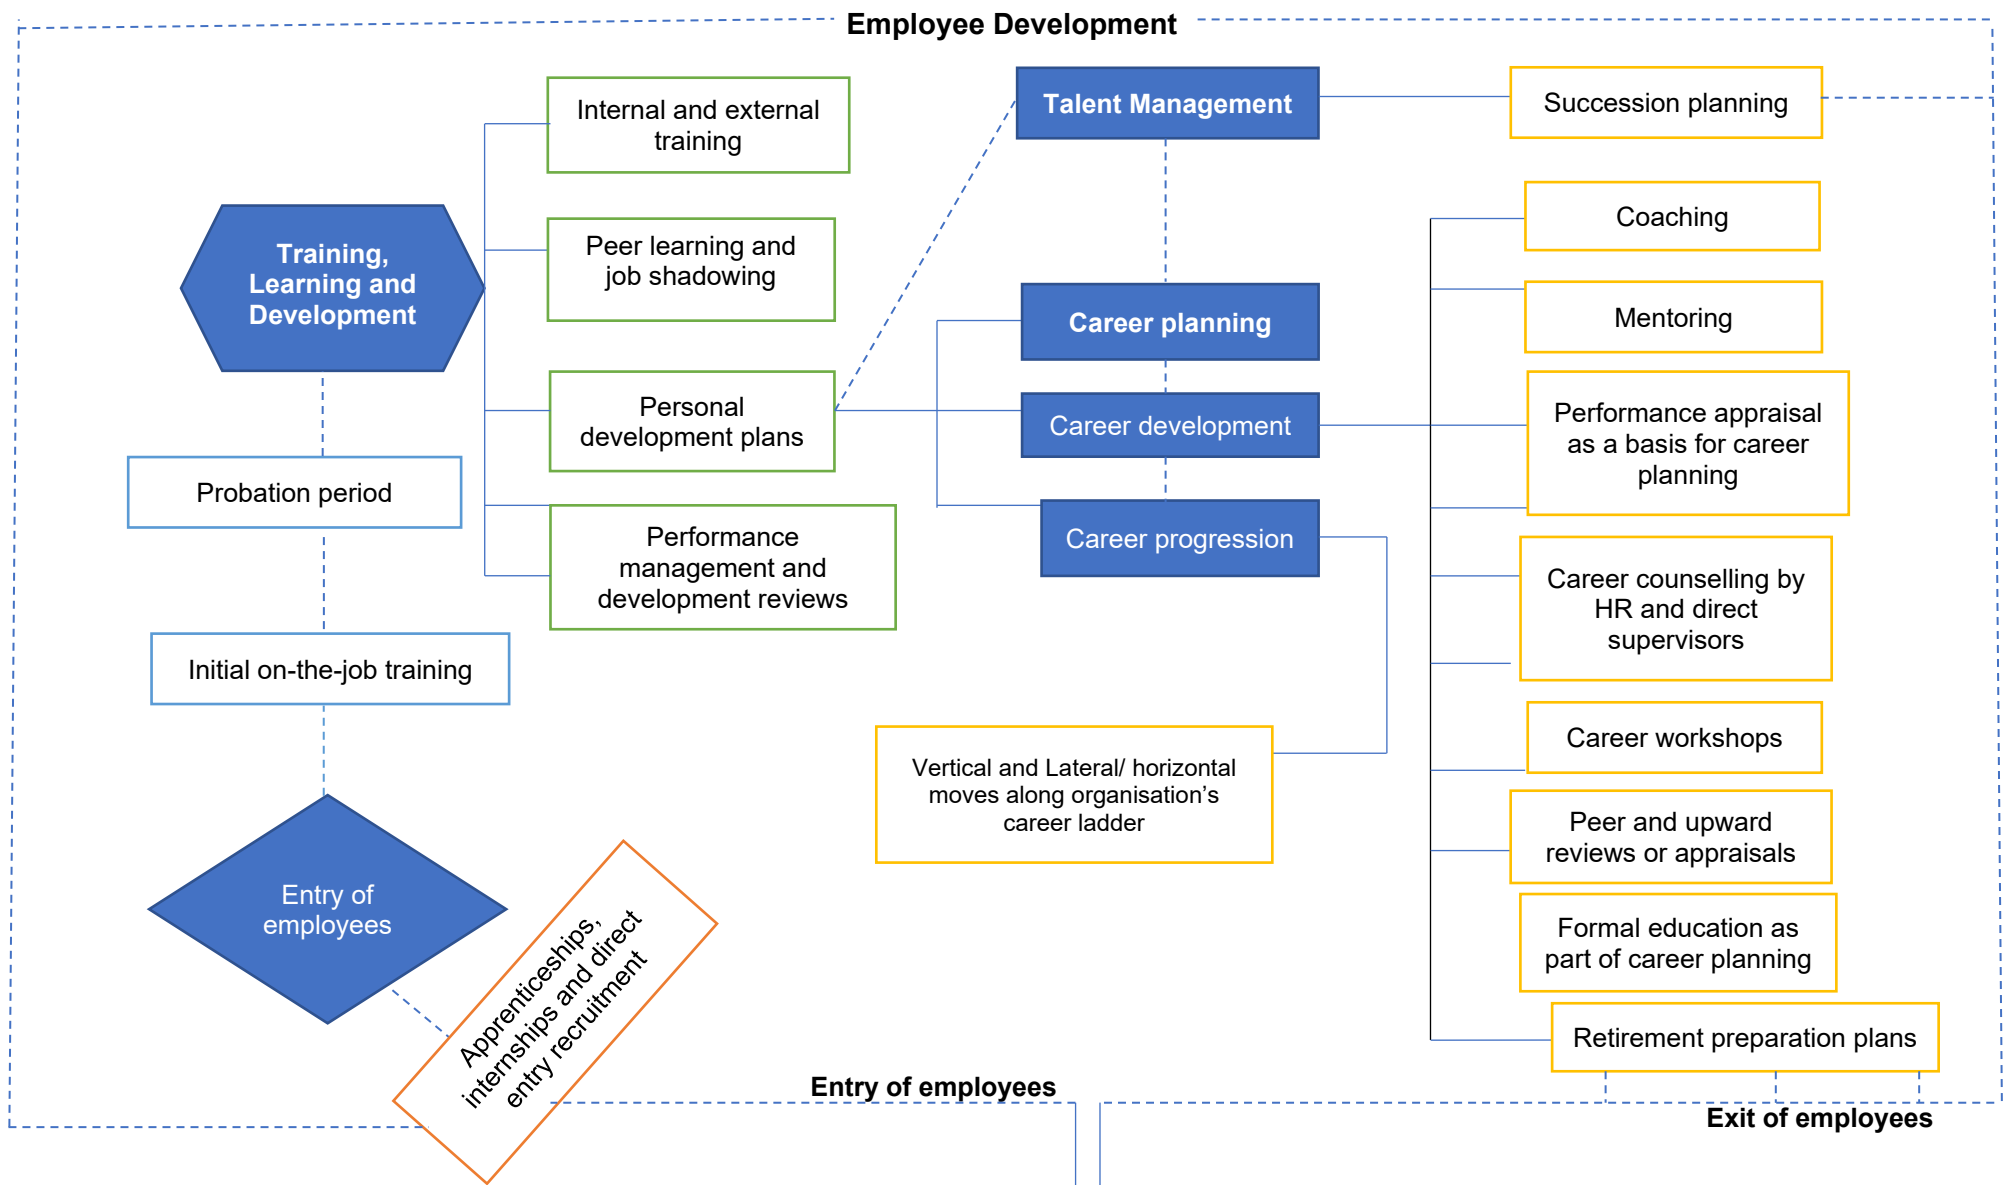 Employee Development
Internal and external
training
Talent Management
Succession planning
Training,
Learning and
Development
Peer learning and
job shadowing
Coaching
Career planning
Mentoring
Personal
development plans
Career development
Performance appraisal
as a basis for career
planning
Probation period
Performance
management and
development reviews
Career progression
Career counselling by
HR and direct
supervisors
Initial on-the-job training
Vertical and Lateral/ horizontal
moves along organisation’s
career ladder
Career workshops
Peer and upward
reviews or appraisals
Entry of
employees
Apprenticeships,
internships and direct
entry recruitment
Formal education as
part of career planning
Retirement preparation plans
Entry of employees
Exit of employees